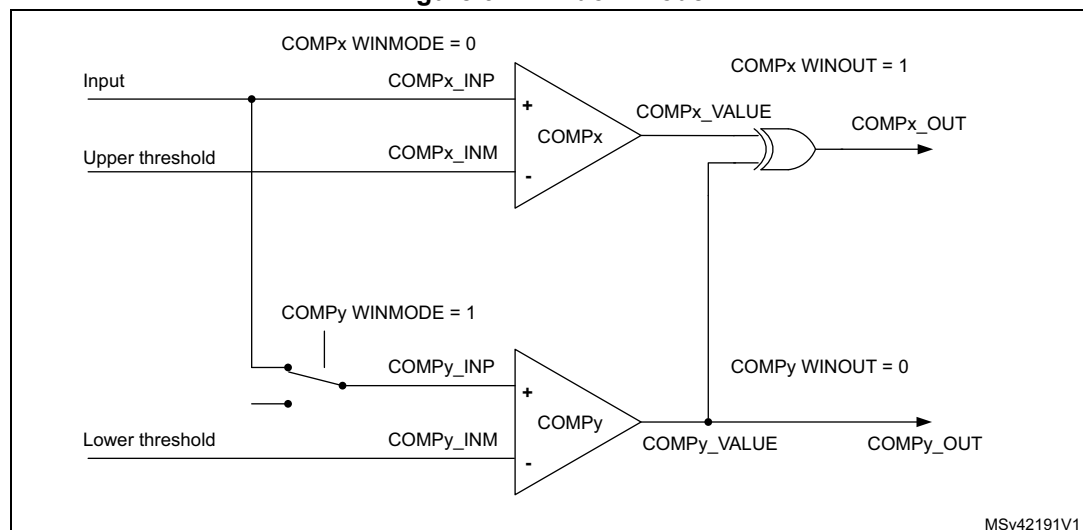 COMPx WINMODE = 0
COMPx WINOUT = 1
Input
COMPx_INP
+
COMPx
COMPx_VALUE
COMPx_OUT
Upper threshold
COMPx_INM
-
COMPy WINMODE = 1
COMPy_INP
COMPy WINOUT = 0
+
COMPy
Lower threshold
COMPy_INM
-
COMPy_VALUE
COMPy_OUT
MSv42191V1